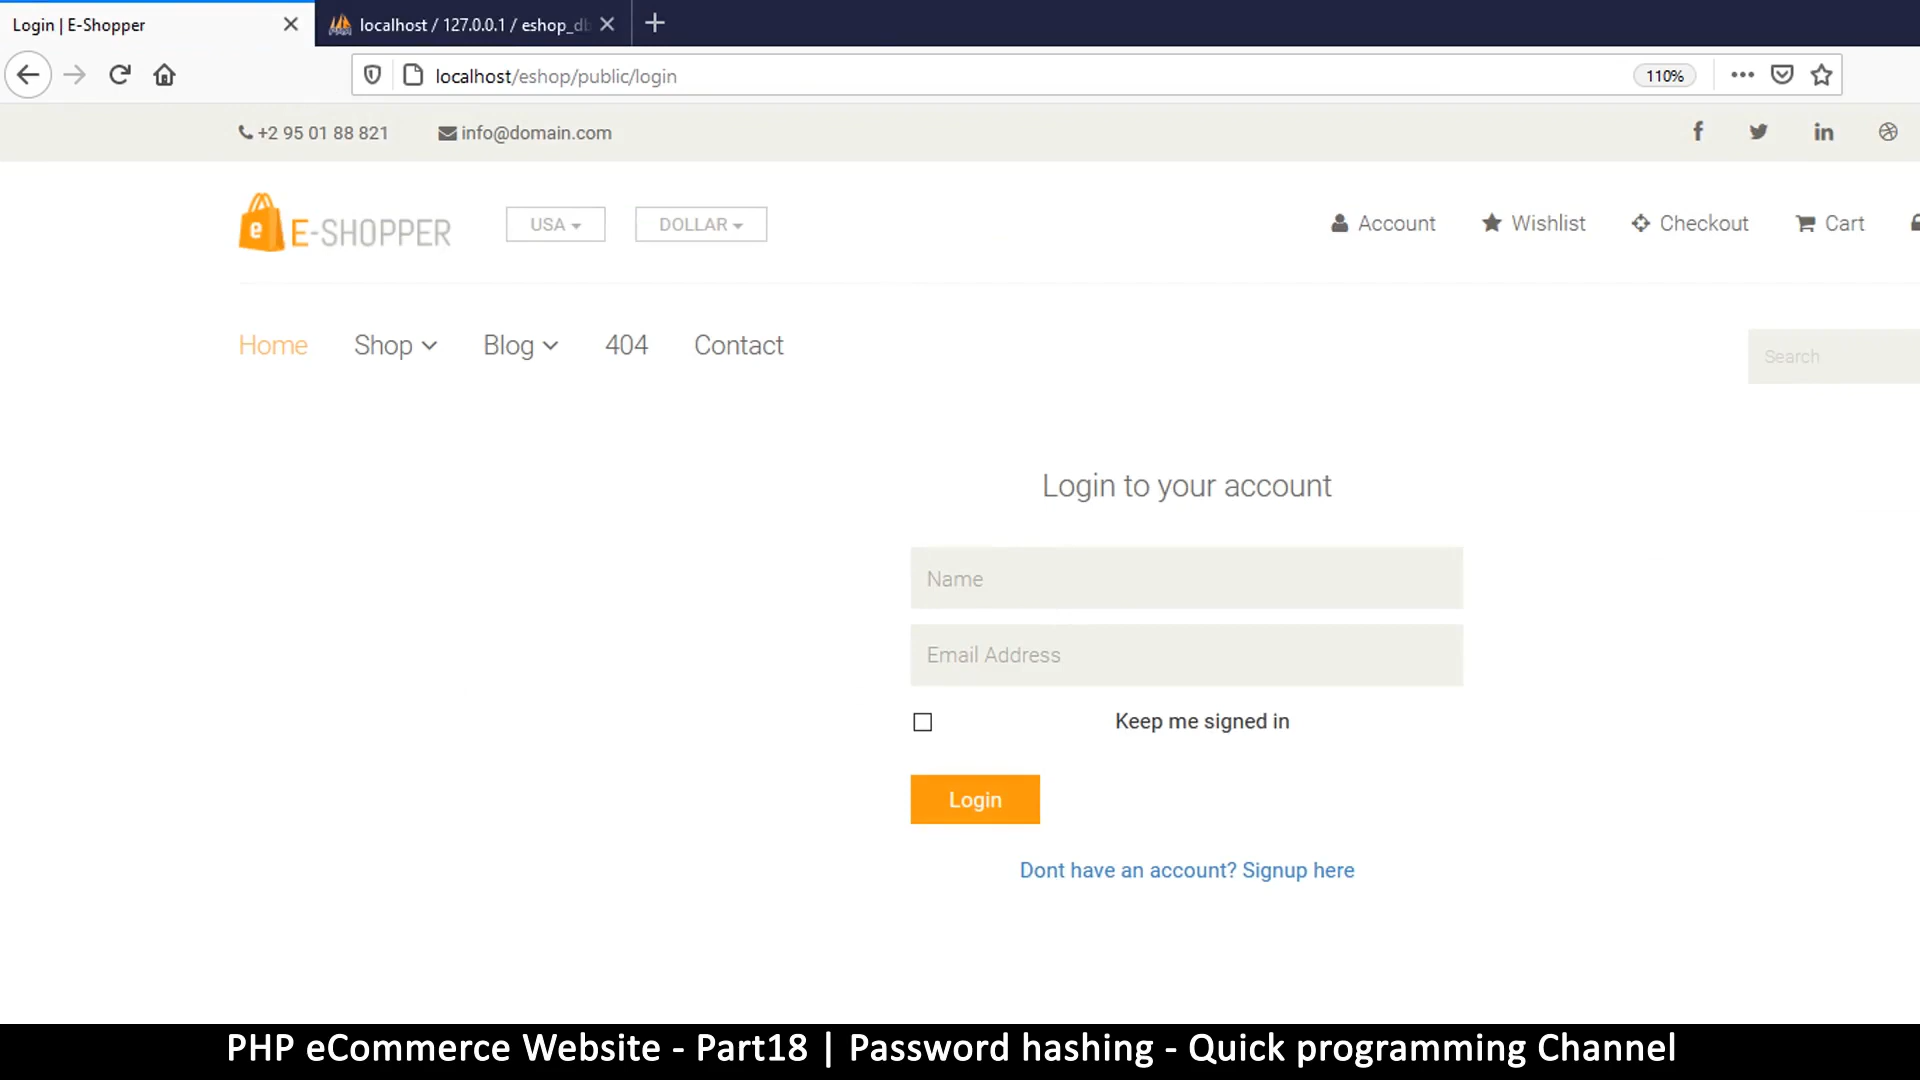 Login | E-Shopper
localhost / 127.0.0.1 / eshop_db
localhost/eshop/public/login
110%
+2 95 01 88 821
info@domain.com
E-SHOPPER
USA
DOLLAR
Account
Wishlist
Checkout
Cart
Home
Shop
Blog
404
Contact
Search
Login to your account
Name
Email Address
Keep me signed in
Login
Dont have an account? Signup here
PHP eCommerce Website - Part18 | Password hashing - Quick programming Channel